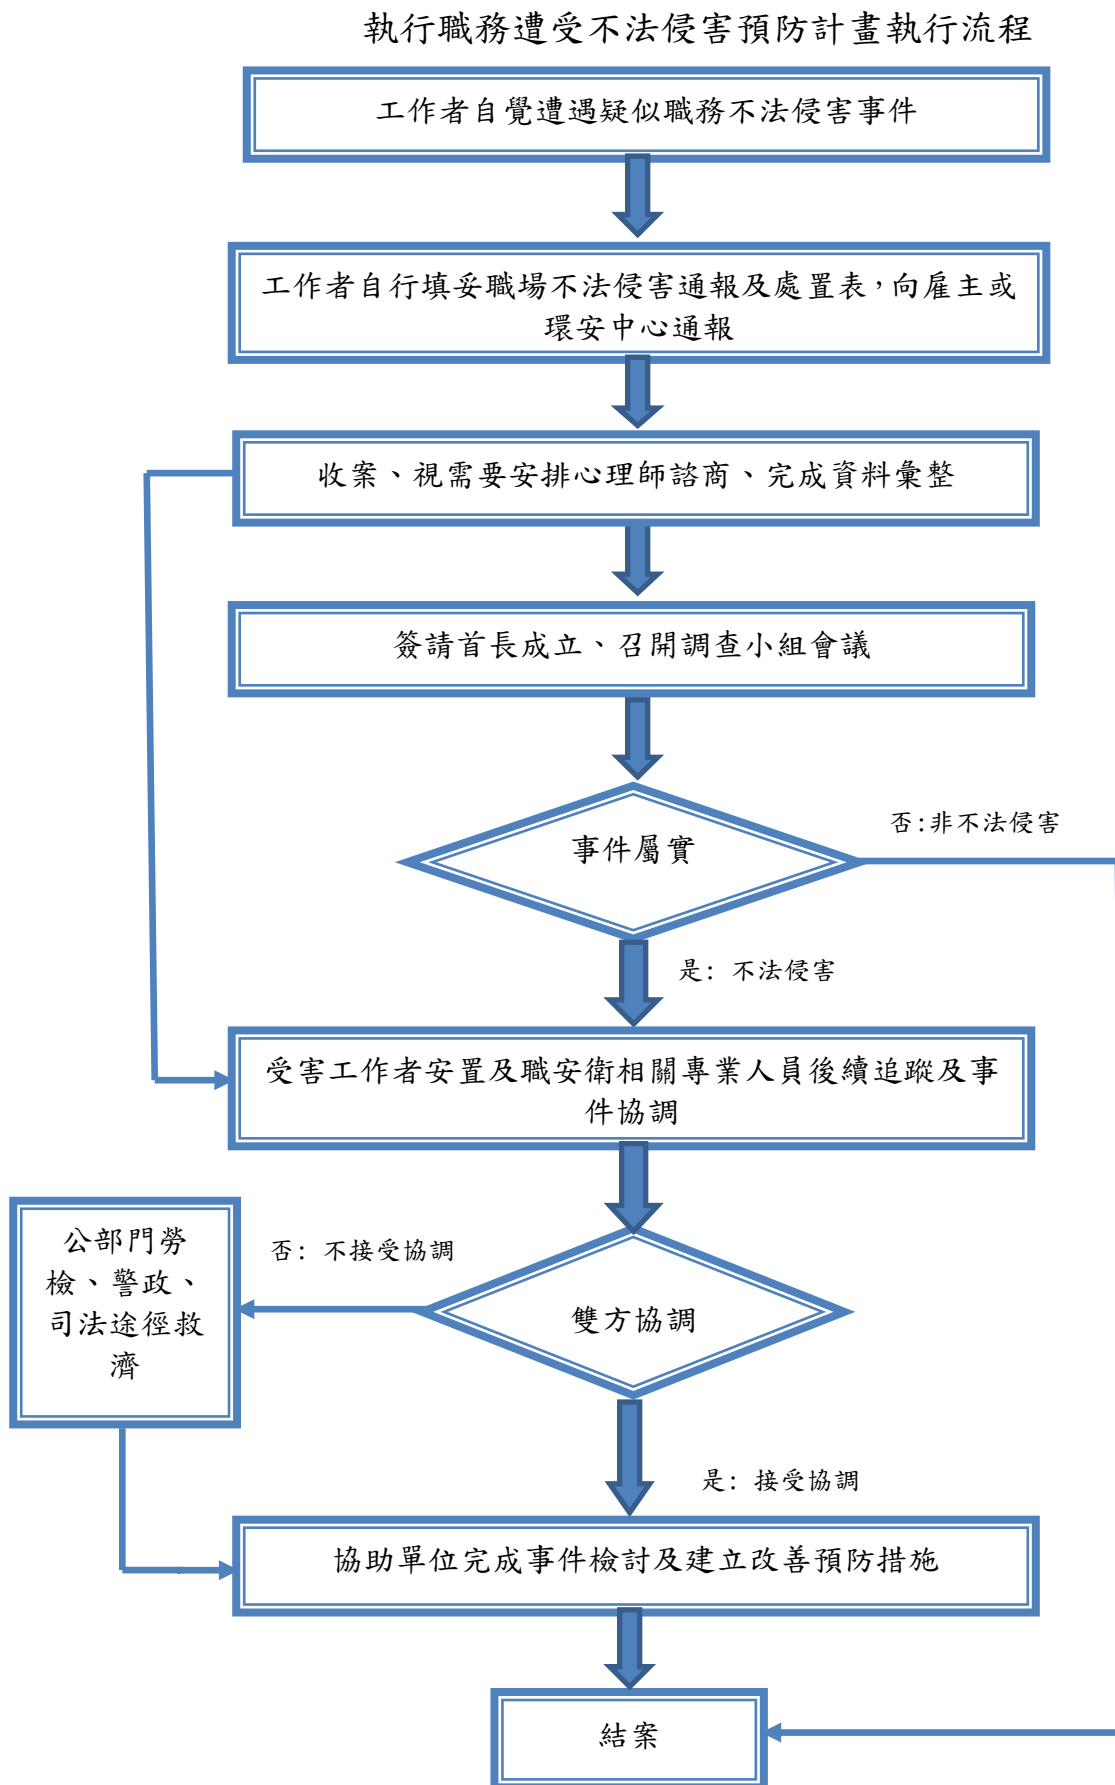 執行職務遭受不法侵害預防計畫執行流程
工作者自覺遭遇疑似職務不法侵害事件
工作者自行填妥職場不法侵害通報及處置表，向雇主或
環安中心通報
收案、視需要安排心理師諮商、完成資料彙整
簽請首長成立、召開調查小組會議
事件屬實
否:非不法侵害
是: 不法侵害
受害工作者安置及職安衛相關專業人員後續追蹤及事
件協調
公部門勞
檢、警政、
司法途徑救
濟
否: 不接受協調
雙方協調
是: 接受協調
協助單位完成事件檢討及建立改善預防措施
結案